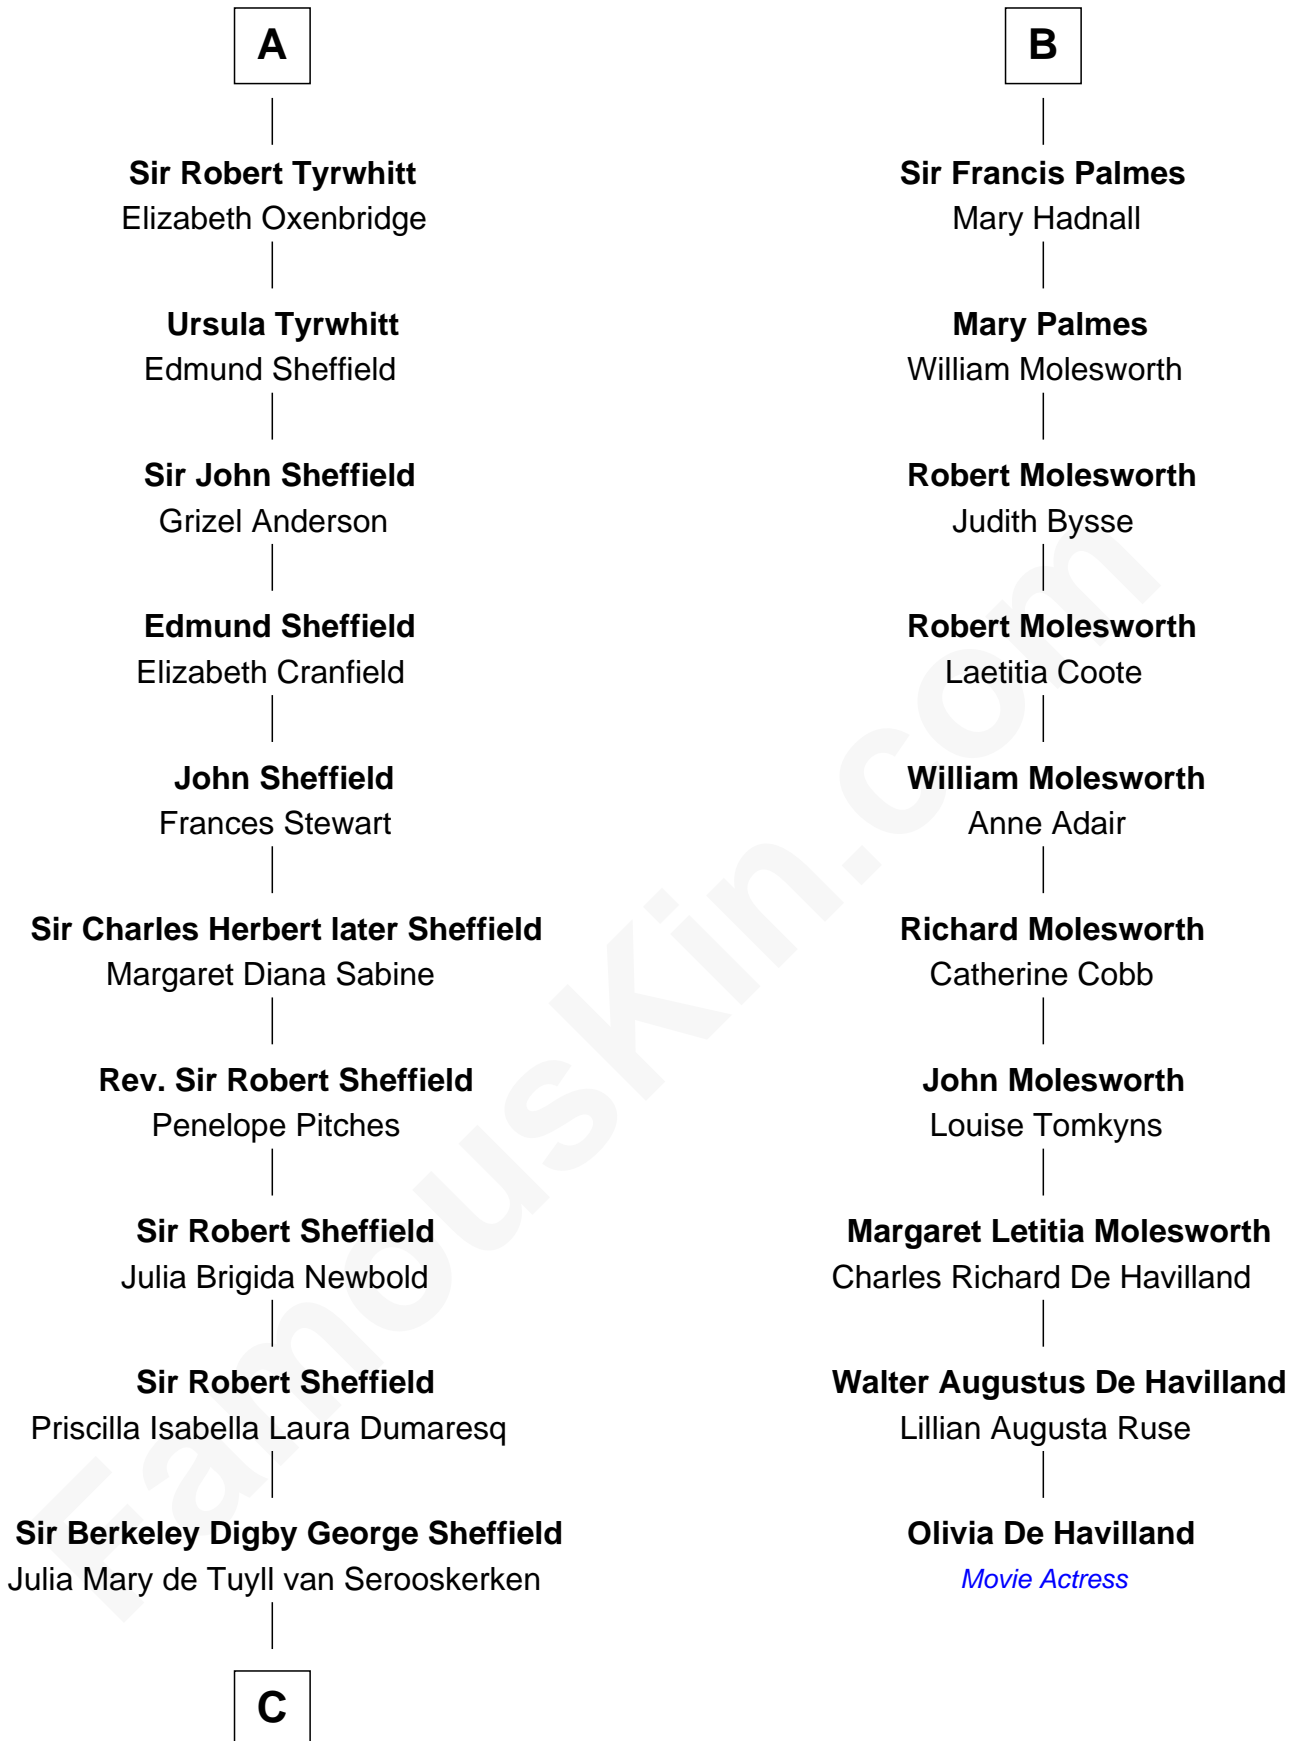 A
Sir Robert Tyrwhitt
Elizabeth Oxenbridge
Ursula Tyrwhitt
Edmund Sheffield
Sir John Sheffield
Grizel Anderson
Edmund Sheffield
Elizabeth Cranfield
John Sheffield
Frances Stewart
Sir Charles Herbert later Sheffield
Margaret Diana Sabine
Rev. Sir Robert Sheffield
Penelope Pitches
Sir Robert Sheffield
Julia Brigida Newbold
Sir Robert Sheffield
Priscilla Isabella Laura Dumaresq
Sir Berkeley Digby George Sheffield
Julia Mary de Tuyll van Serooskerken
C
B
Sir Francis Palmes
Mary Hadnall
Mary Palmes
William Molesworth
Robert Molesworth
Judith Bysse
Robert Molesworth
Laetitia Coote
William Molesworth
Anne Adair
Richard Molesworth
Catherine Cobb
John Molesworth
Louise Tomkyns
Margaret Letitia Molesworth
Charles Richard De Havilland
Walter Augustus De Havilland
Lillian Augusta Ruse
Olivia De Havilland
Movie Actress
FamousKin.com